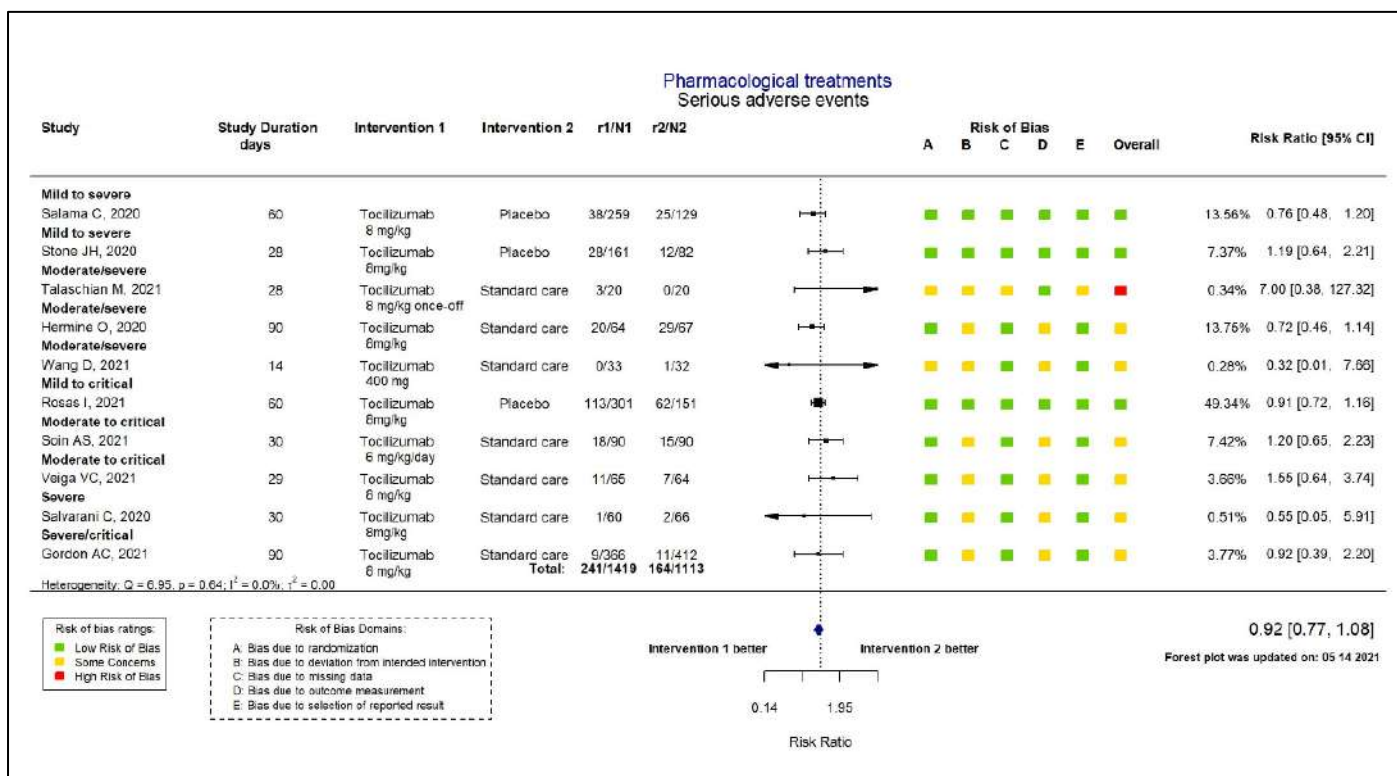 Pharmacological treatments
Serious adverse events
Study Study Duration days Intervention 1 Intervention 2 r1/N1 r2/N2 Risk of Bias A B C D E Overall Risk Ratio [95% CI]
Mild to severe
Salama C, 2020 60 Tocilizumab 8 mg/kg Placebo 38/259 25/129 13.56% 0.76 [0.48, 1.20]
Mild to severe
Stone JH, 2020 28 Tocilizumab 8mg/kg Placebo 28/161 12/82 7.37% 1.19 [0.64, 2.21]
Moderate/severe
Talaschian M, 2021 28 Tocilizumab 8 mg/kg once-off Standard care 3/20 0/20 0.34% 7.00 [0.38, 127.32]
Moderate/severe
Hermine O, 2020 90 Tocilizumab 8mg/kg Standard care 20/64 29/67 13.75% 0.72 [0.46, 1.14]
Moderate/severe
Wang D, 2021 14 Tocilizumab 400 mg Standard care 0/33 1/32 0.28% 0.32 [0.01, 7.66]
Mild to critical
Rosas I, 2021 60 Tocilizumab 8mg/kg Placebo 113/301 62/151 49.34% 0.91 [0.72, 1.16]
Moderate to critical
Soin AS, 2021 30 Tocilizumab 6 mg/kg/day Standard care 18/90 15/90 7.42% 1.20 [0.65, 2.23]
Moderate to critical
Veiga VC, 2021 29 Tocilizumab 8 mg/kg Standard care 11/65 7/64 3.66% 1.55 [0.64, 3.74]
Severe
Salvarani C, 2020 30 Tocilizumab 8mg/kg Standard care 1/60 2/66 0.51% 0.55 [0.05, 5.91]
Severe/critical
Gordon AC, 2021 90 Tocilizumab 8 mg/kg Standard care 9/366 11/412 3.77% 0.92 [0.39, 2.20]
Total: 241/1419 164/1113
Heterogeneity: Q = 6.95, p = 0.64; I² = 0.0%; τ² = 0.00
0.92 [0.77, 1.08]
Forest plot was updated on: 05 14 2021
Risk of bias ratings:
Low Risk of Bias
Some Concerns
High Risk of Bias
Risk of Bias Domains:
A: Bias due to randomization
B: Bias due to deviation from intended intervention
C: Bias due to missing data
D: Bias due to outcome measurement
E: Bias due to selection of reported result
Intervention 1 better Intervention 2 better
0.14 1.95
Risk Ratio